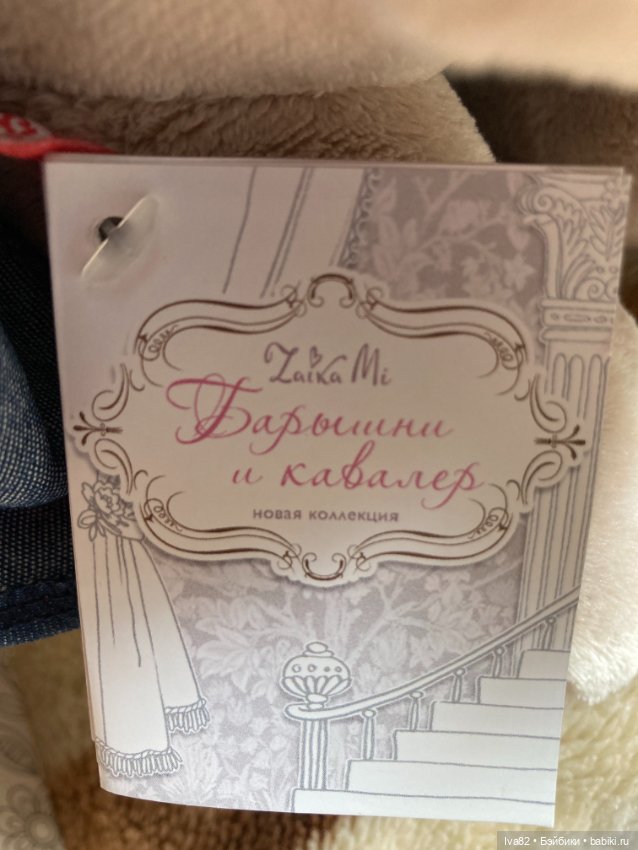 Zaika Mi
Барышни
и кавалер
новая коллекция
Iva82 • Бэйбики • babiki.ru